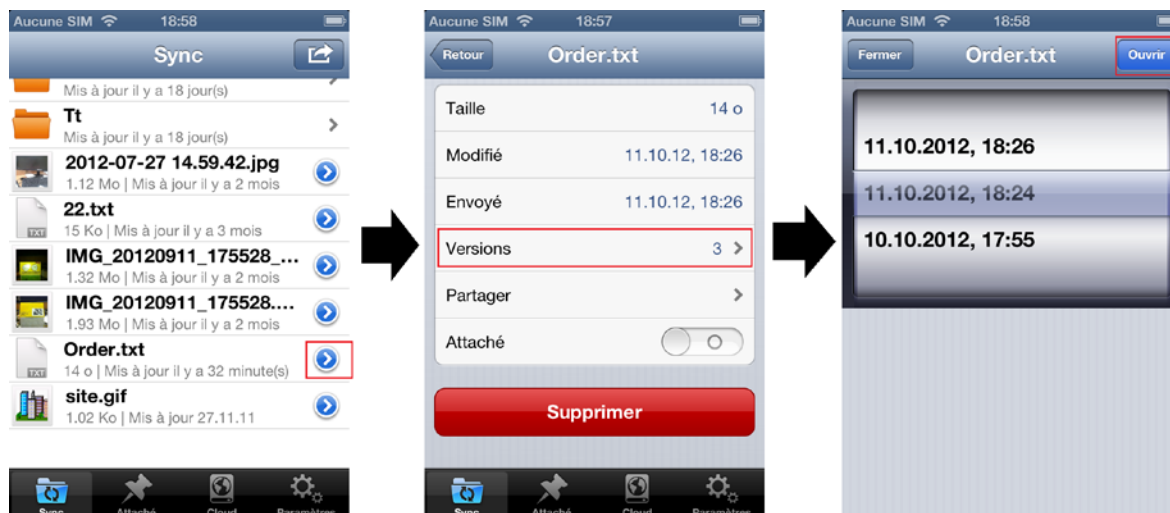 Aucune SIM 18:58
Sync
Mis à jour il y a 18 jour(s)
Tt
Mis à jour il y a 18 jour(s)
2012-07-27 14.59.42.jpg
1.12 Mo | Mis à jour il y a 2 mois
22.txt
15 Ko | Mis à jour il y a 3 mois
TXT
IMG_20120911_175528_...
1.32 Mo | Mis à jour il y a 2 mois
IMG_20120911_175528....
1.93 Mo | Mis à jour il y a 2 mois
Order.txt
14 o | Mis à jour il y a 32 minute(s)
TXT
site.gif
1.02 Ko | Mis à jour 27.11.11
Sync Attaché Cloud Paramètres
Aucune SIM 18:57
Retour Order.txt
Taille 14 o
Modifié 11.10.12, 18:26
Envoyé 11.10.12, 18:26
Versions 3
Partager
Attaché
Supprimer
Sync Attaché Cloud Paramètres
Aucune SIM 18:58
Fermer Order.txt Ouvrir
11.10.2012, 18:26
11.10.2012, 18:24
10.10.2012, 17:55